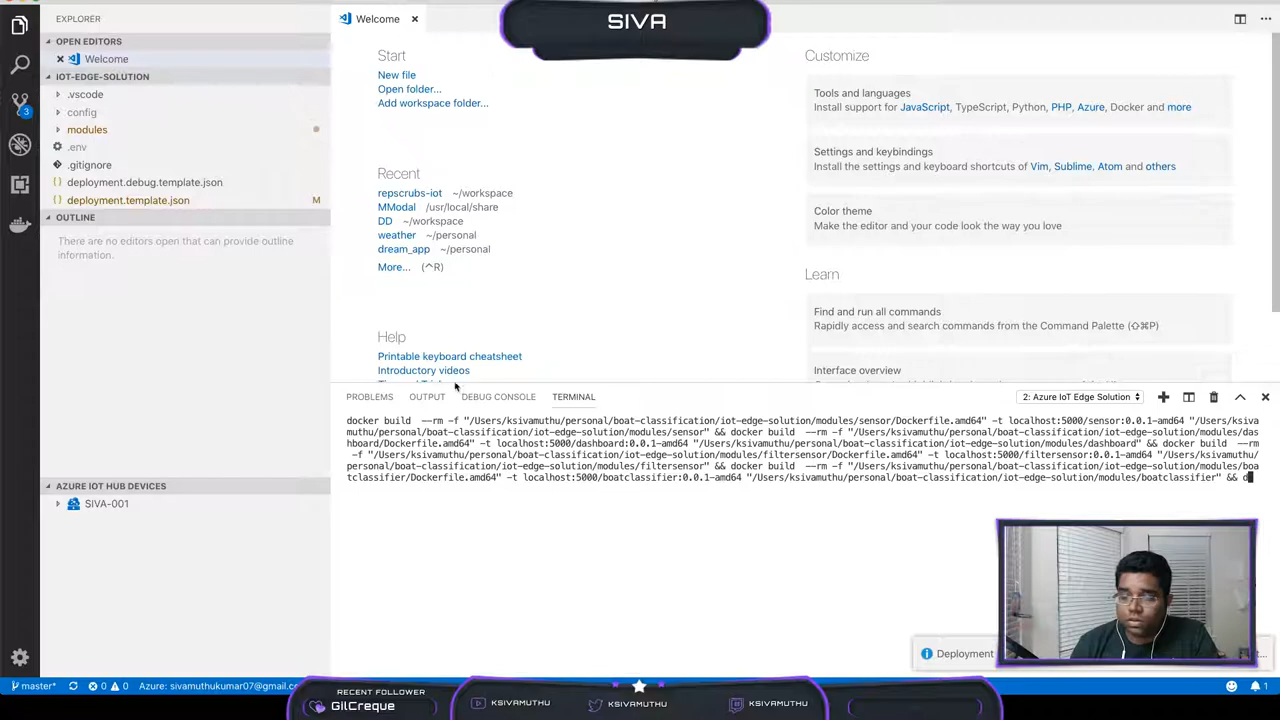 SIVA
EXPLORER
OPEN EDITORS
Welcome
IOT-EDGE-SOLUTION
.vscode
config
modules
.env
.gitignore
deployment.debug.template.json
deployment.template.json M
OUTLINE
There are no editors open that can provide outline
information.
AZURE IOT HUB DEVICES
SIVA-001
3
Welcome
Start
New file
Open folder...
Add workspace folder...
Recent
repscrubs-iot ~/workspace
MModal /usr/local/share
DD ~/workspace
weather ~/personal
dream_app ~/personal
More... (^R)
Help
Printable keyboard cheatsheet
Introductory videos
Customize
Tools and languages
Install support for JavaScript, TypeScript, Python, PHP, Azure, Docker and more
Settings and keybindings
Install the settings and keyboard shortcuts of Vim, Sublime, Atom and others
Color theme
Make the editor and your code look the way you love
Learn
Find and run all commands
Rapidly access and search commands from the Command Palette (⇧⌘P)
Interface overview
PROBLEMS OUTPUT DEBUG CONSOLE TERMINAL
2: Azure IoT Edge Solution
docker build --rm -f "/Users/ksivamuthu/personal/boat-classification/iot-edge-solution/modules/sensor/Dockerfile.amd64" -t localhost:5000/sensor:0.0.1-amd64 "/Users/ksiva
muthu/personal/boat-classification/iot-edge-solution/modules/sensor" && docker build --rm -f "/Users/ksivamuthu/personal/boat-classification/iot-edge-solution/modules/das
hboard/Dockerfile.amd64" -t localhost:5000/dashboard:0.0.1-amd64 "/Users/ksivamuthu/personal/boat-classification/iot-edge-solution/modules/dashboard" && docker build --rm
-f "/Users/ksivamuthu/personal/boat-classification/iot-edge-solution/modules/filtersensor/Dockerfile.amd64" -t localhost:5000/filtersensor:0.0.1-amd64 "/Users/ksivamuthu/
personal/boat-classification/iot-edge-solution/modules/filtersensor" && docker build --rm -f "/Users/ksivamuthu/personal/boat-classification/iot-edge-solution/modules/boa
tclassifier/Dockerfile.amd64" -t localhost:5000/boatclassifier:0.0.1-amd64 "/Users/ksivamuthu/personal/boat-classification/iot-edge-solution/modules/boatclassifier" && d
Deployment
master* 0 0 Azure: sivamuthukumar07@gmail.co
1
RECENT FOLLOWER
GilCreque
KSIVAMUTHU
KSIVAMUTHU
KSIVAMUTHU